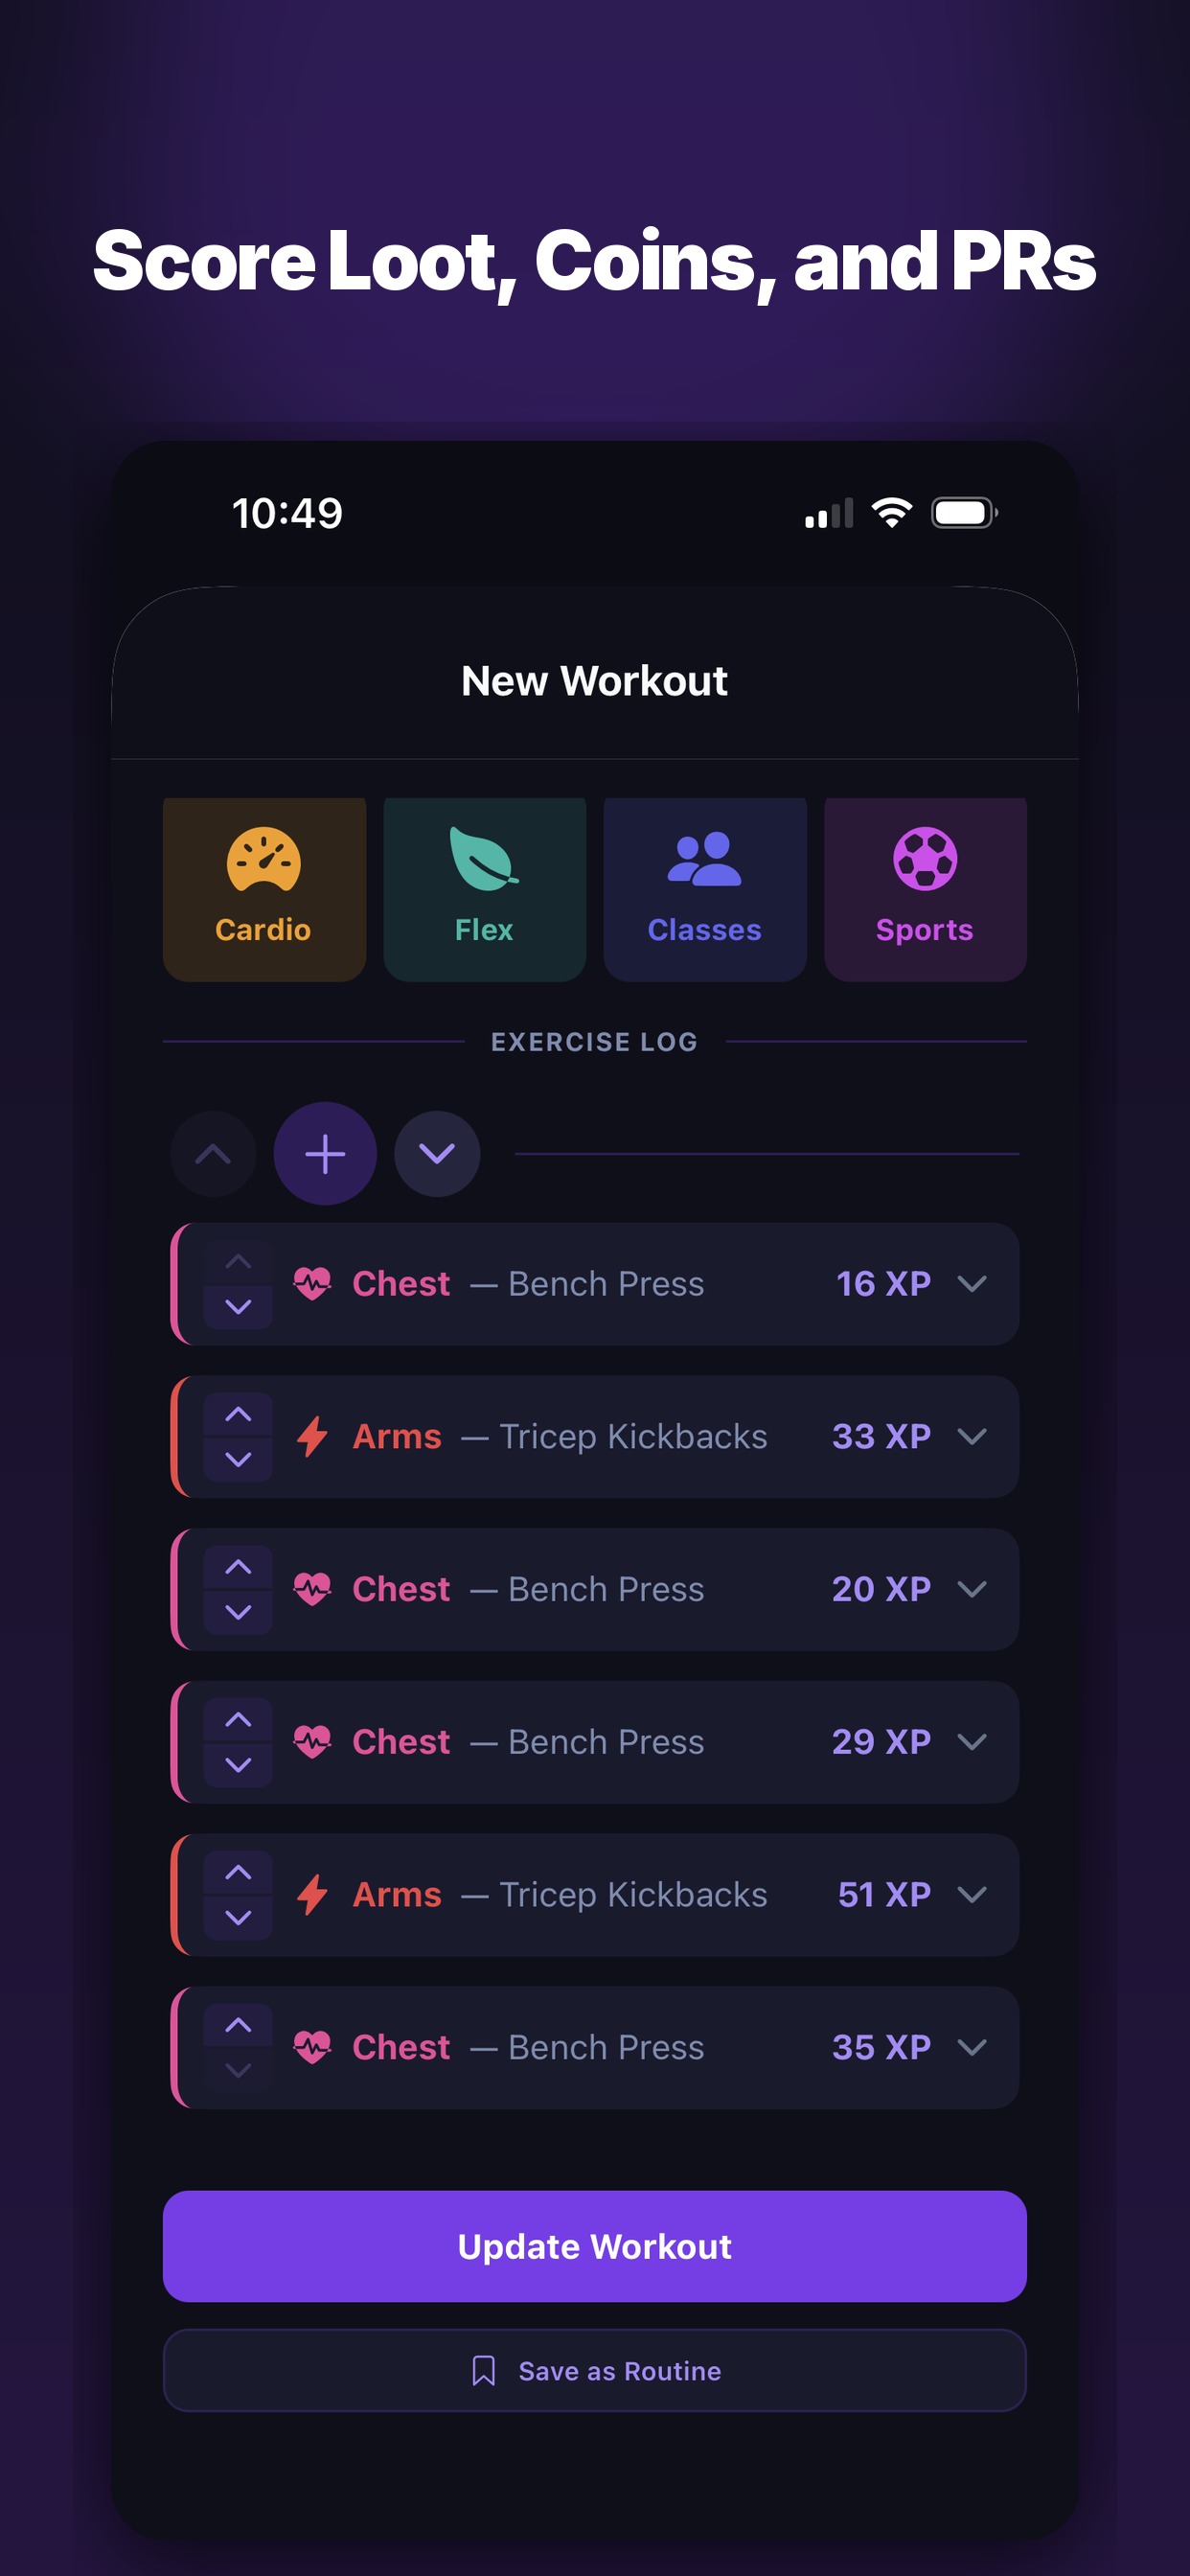 Score Loot, Coins, and PRs
10:49
New Workout
Cardio Flex Classes Sports
EXERCISE LOG
Chest — Bench Press 16 XP
Arms — Tricep Kickbacks 33 XP
Chest — Bench Press 20 XP
Chest — Bench Press 29 XP
Arms — Tricep Kickbacks 51 XP
Chest — Bench Press 35 XP
Update Workout
Save as Routine